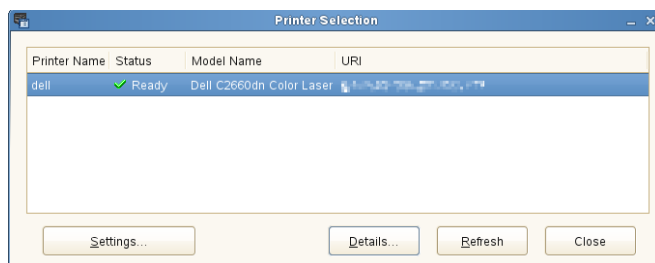 Printer Selection
Printer Name Status Model Name URI
dell Ready Dell C2660dn Color Laser
Settings... Details... Refresh Close